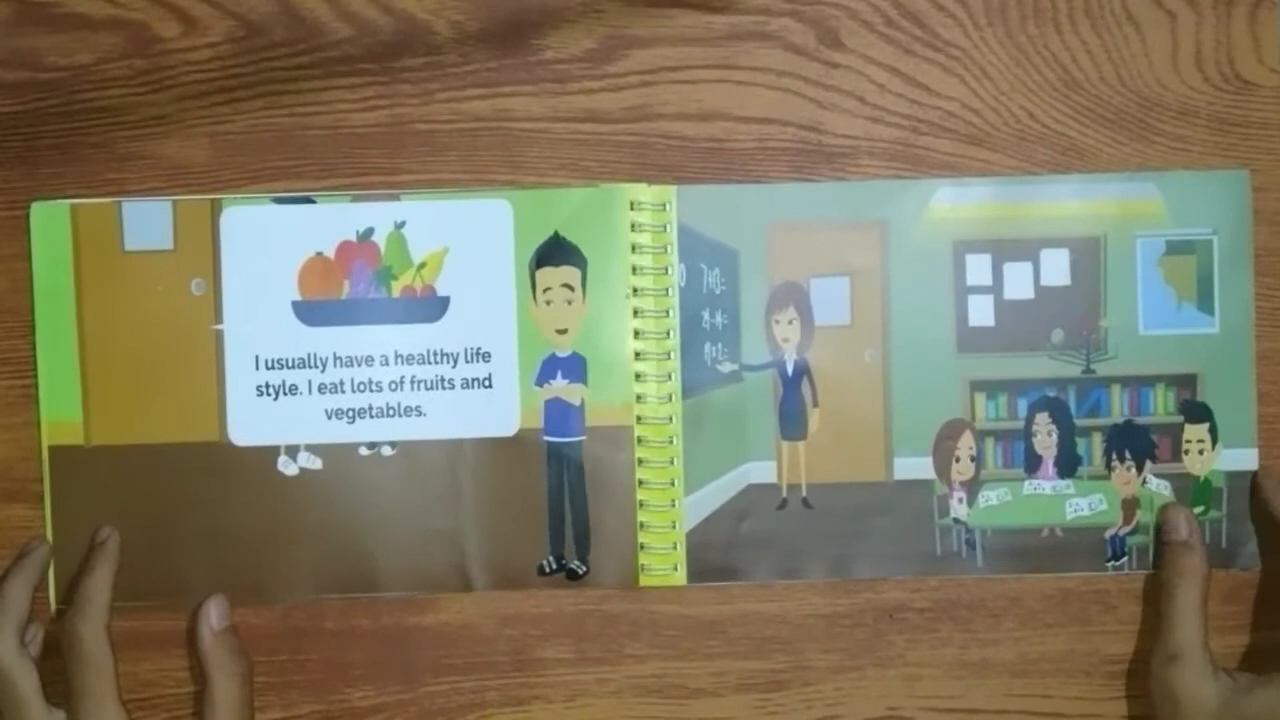 I usually have a healthy life
style. I eat lots of fruits and
vegetables.